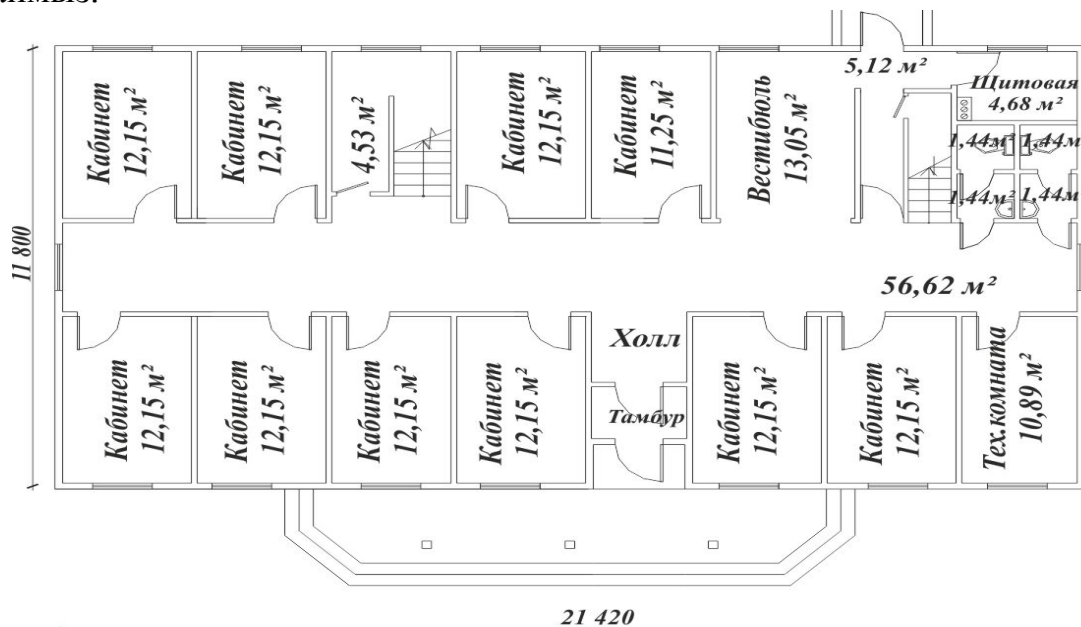 Кабинет
12,15 м²
Кабинет
12,15 м²
4,53 м²
Кабинет
12,15 м²
Кабинет
11,25 м²
Вестибюль
13,05 м²
5,12 м²
Щитовая
4,68 м²
1,44м²
1,44м
1,44м²
1,44м
11 800
56,62 м²
Холл
Тамбур
Кабинет
12,15 м²
Кабинет
12,15 м²
Кабинет
12,15 м²
Кабинет
12,15 м²
Кабинет
12,15 м²
Кабинет
12,15 м²
Тех.комната
10,89 м²
21 420